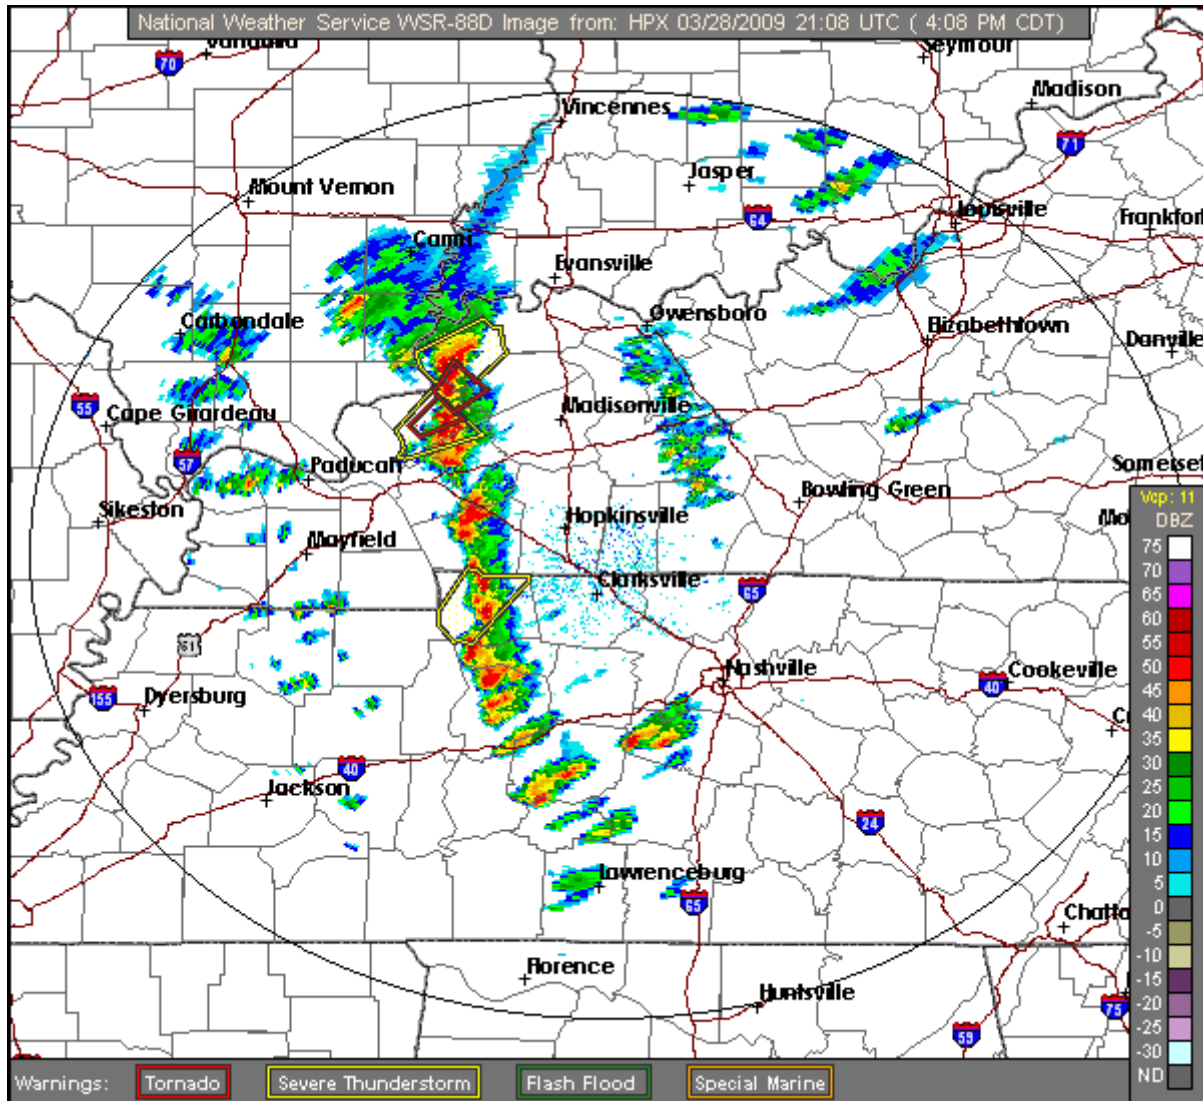 National Weather Service WSR-88D Image from: HPX 03/28/2009 21:08 UTC ( 4:08 PM CDT)
Vandalia
Seymour
70
Madison
Vincennes
71
Jasper
Mount Vernon
Louisville
64
Frankfort
Carmi
Evansville
Owensboro
Carbondale
Elizabethtown
Danville
55
Cape Girardeau
Madisonville
57
Paducah
Somerset
Bowling Green
Sikeston
Hopkinsville
Mayfield
Clarksville
65
61
Nashville
Cookeville
40
155
Dyersburg
40
Jackson
24
Lawrenceburg
65
Chatta
Florence
Huntsville
75
59
Vcp: 11
DBZ
75
70
65
60
55
50
45
40
35
30
25
20
15
10
5
0
-5
-10
-15
-20
-25
-30
ND
Warnings: Tornado Severe Thunderstorm Flash Flood Special Marine